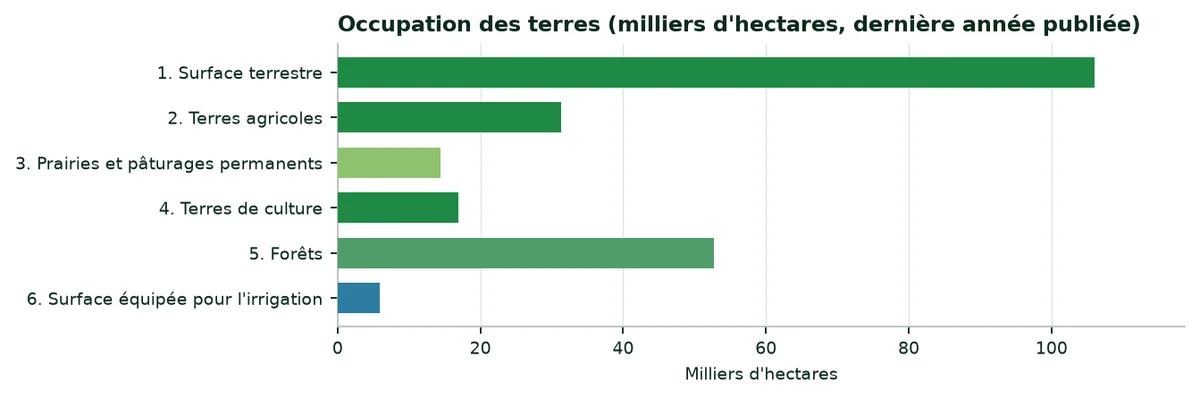 Occupation des terres (milliers d'hectares, dernière année publiée)
1. Surface terrestre
2. Terres agricoles
3. Prairies et pâturages permanents
4. Terres de culture
5. Forêts
6. Surface équipée pour l'irrigation
0 20 40 60 80 100
Milliers d'hectares